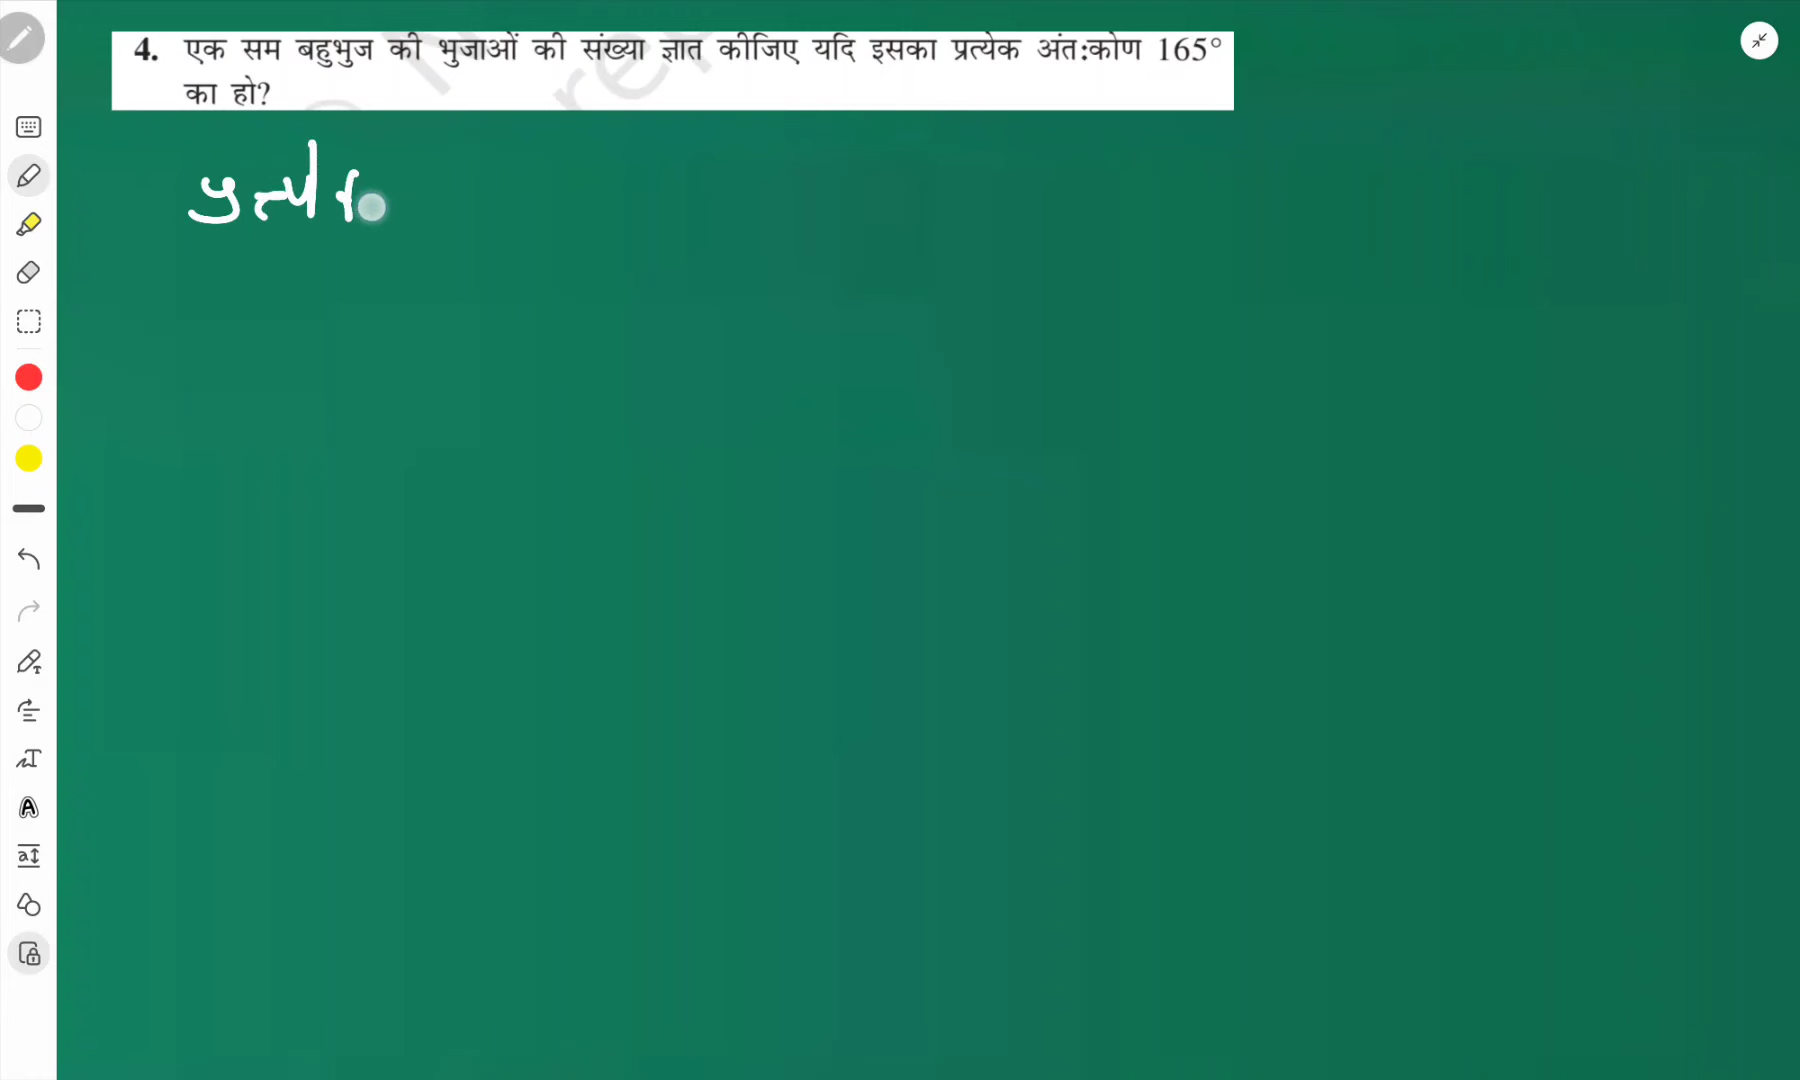 4. एक सम बहुभुज की भुजाओं की संख्या ज्ञात कीजिए यदि इसका प्रत्येक अंत:कोण 165°
का हो?